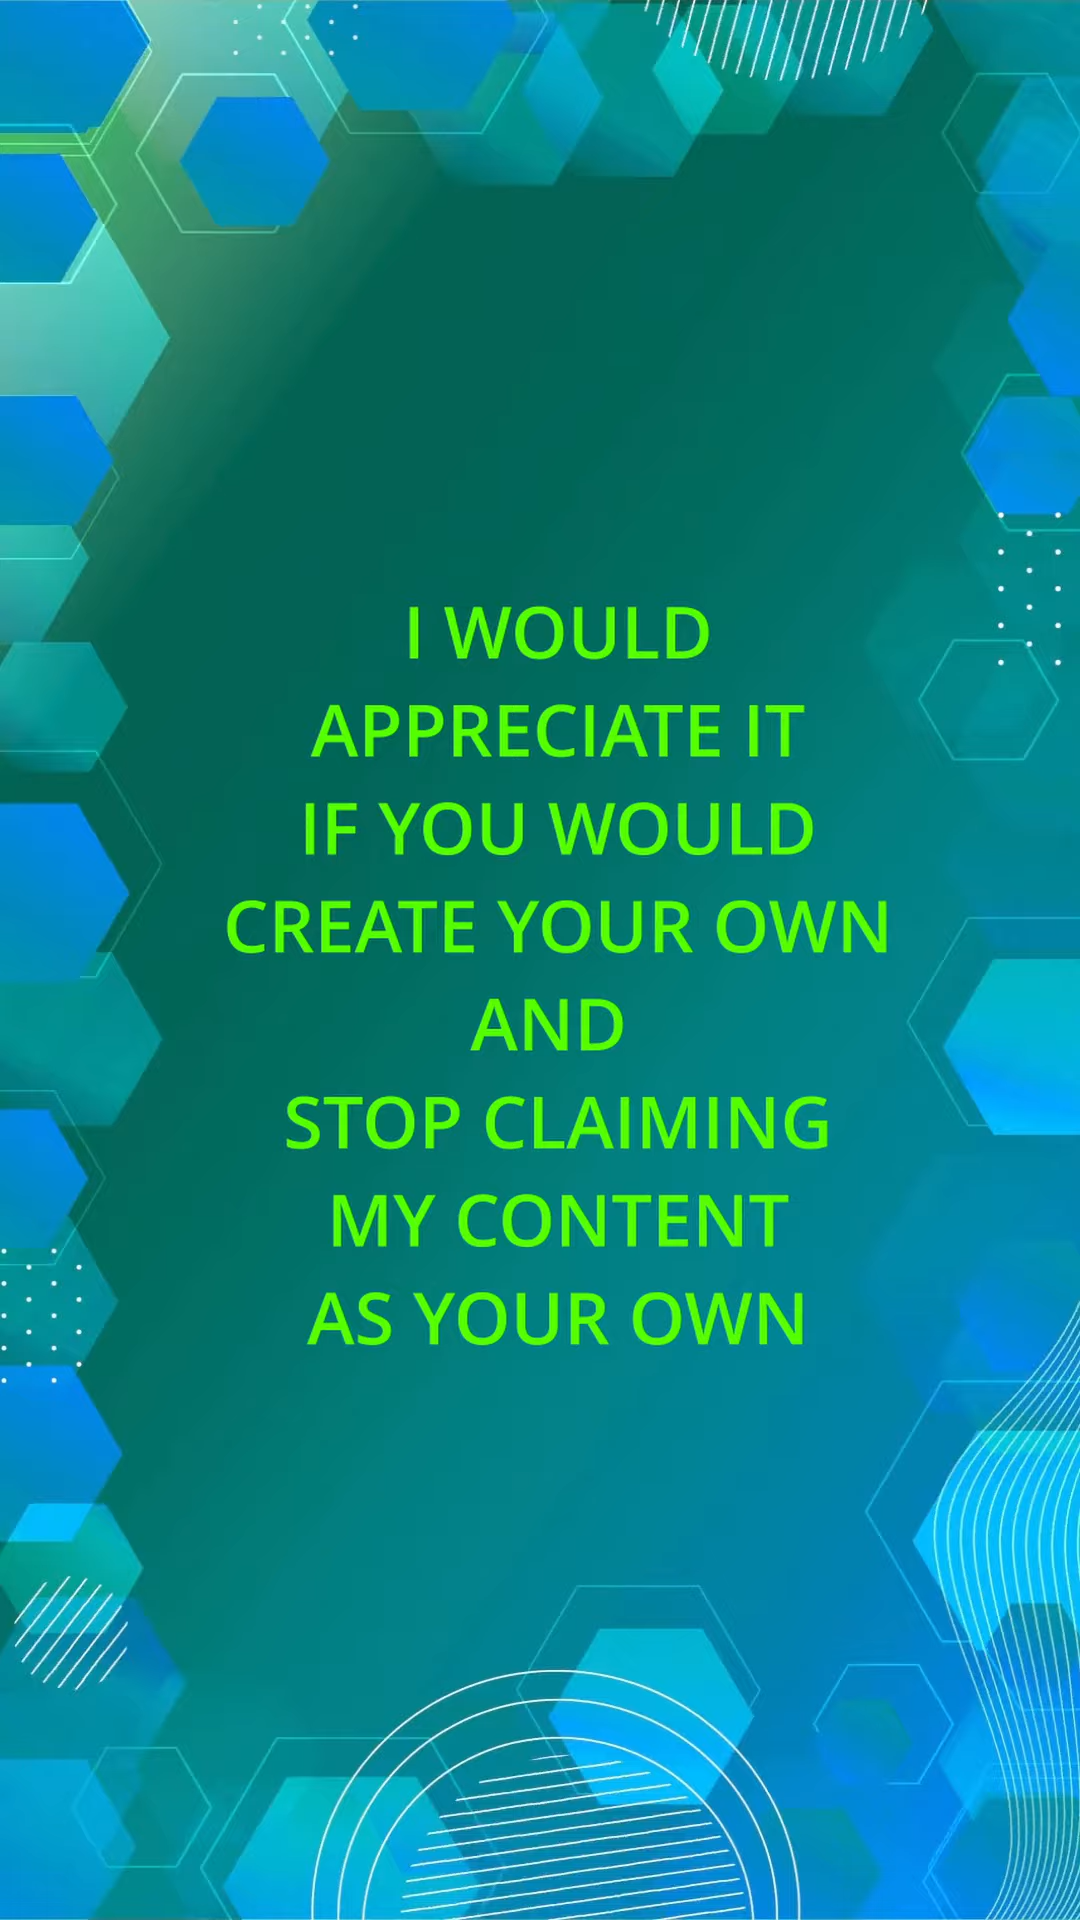 I WOULD
APPRECIATE IT
IF YOU WOULD
CREATE YOUR OWN
AND
STOP CLAIMING
MY CONTENT
AS YOUR OWN